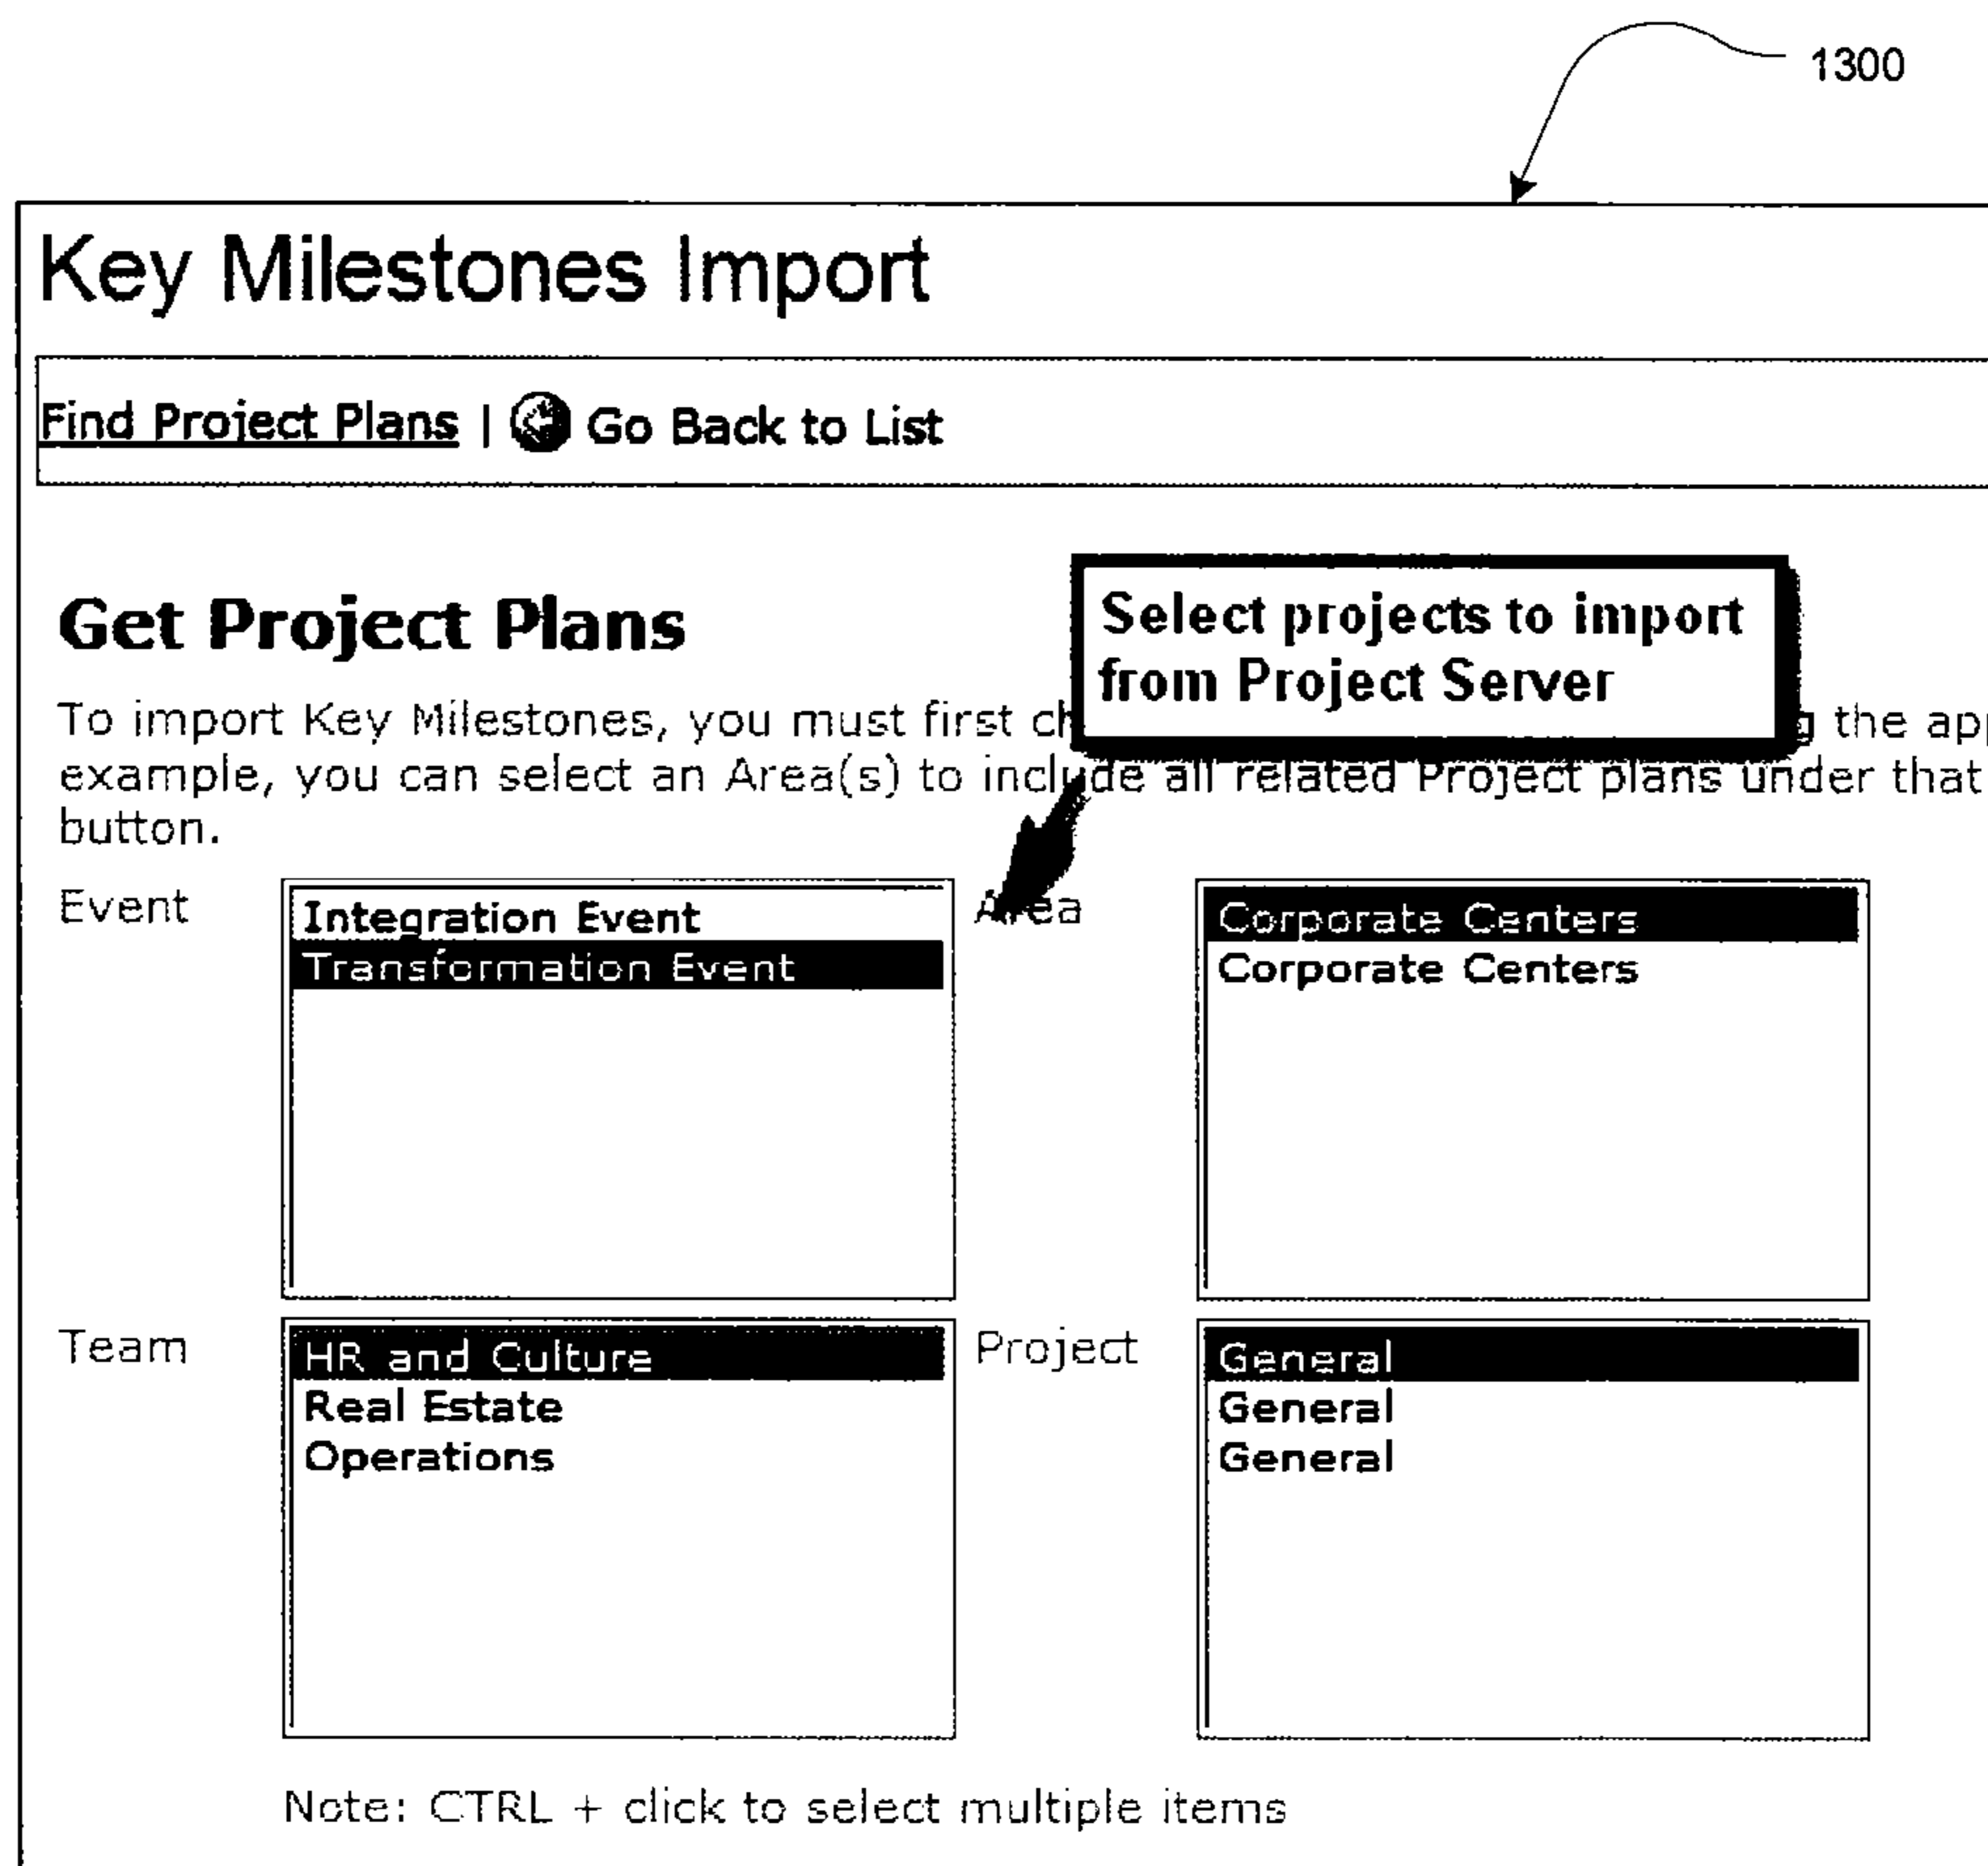 1300
Key Milestones Import
Find Project Plans | Go Back to List
Get Project Plans
Select projects to import
from Project Server
To import Key Milestones, you must first the
example, you can select an Area(s) to include all related Project plans under that
button.
Event
Integration Event
Transformation Event
Area
Corporate Centers
Corporate Centers
Team
HR and Culture
Real Estate
Operations
Project
General
General
General
Note: CTRL + click to select multiple items